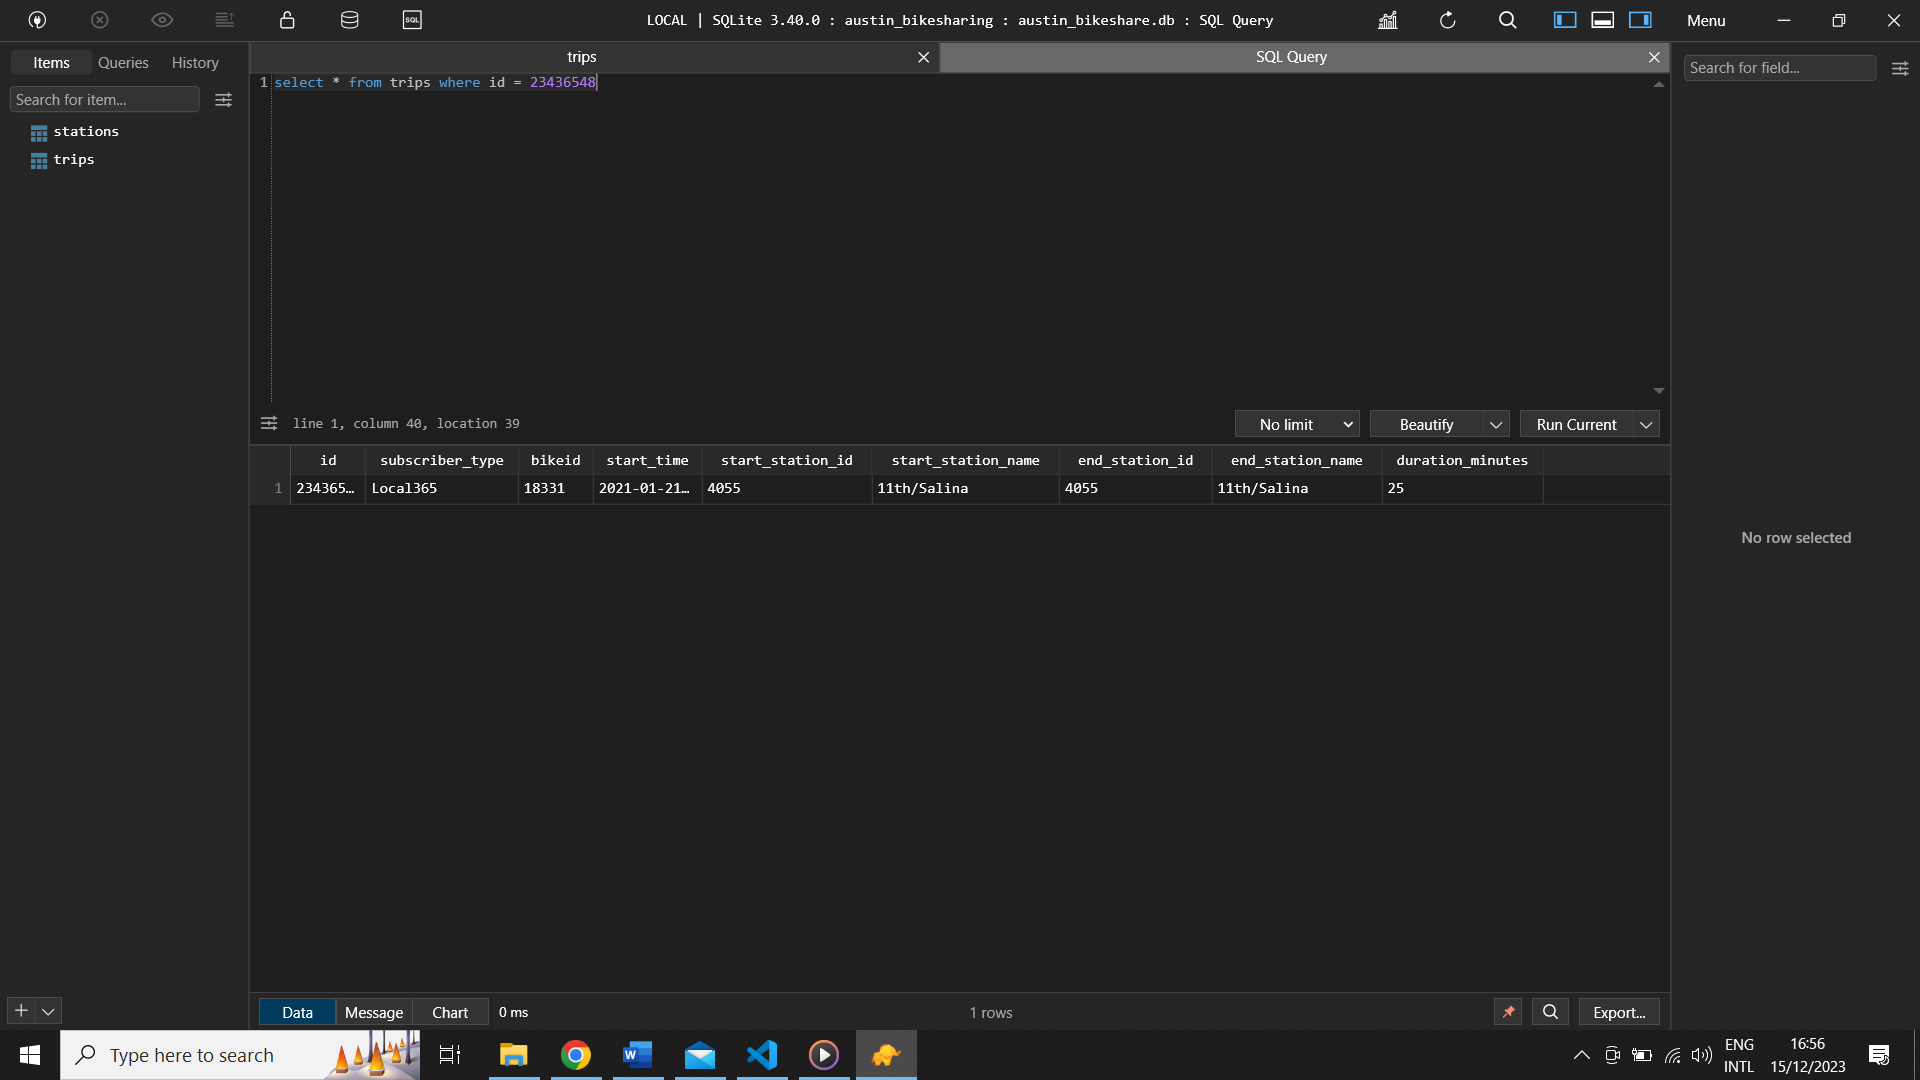 LOCAL | SQLite 3.40.0 : austin_bikesharing : austin_bikeshare.db : SQL Query
SQL
Menu
Items Queries History
trips
SQL Query
Search for field...
Search for item...
1 select * from trips where id = 23436548
stations
trips
line 1, column 40, location 39
No limit
Beautify
Run Current
id subscriber_type bikeid start_time start_station_id start_station_name end_station_id end_station_name duration_minutes
1 234365… Local365 18331 2021-01-21… 4055 11th/Salina 4055 11th/Salina 25
No row selected
Data Message Chart 0 ms
1 rows
Export...
Type here to search
W
ENG
INTL
16:56
15/12/2023